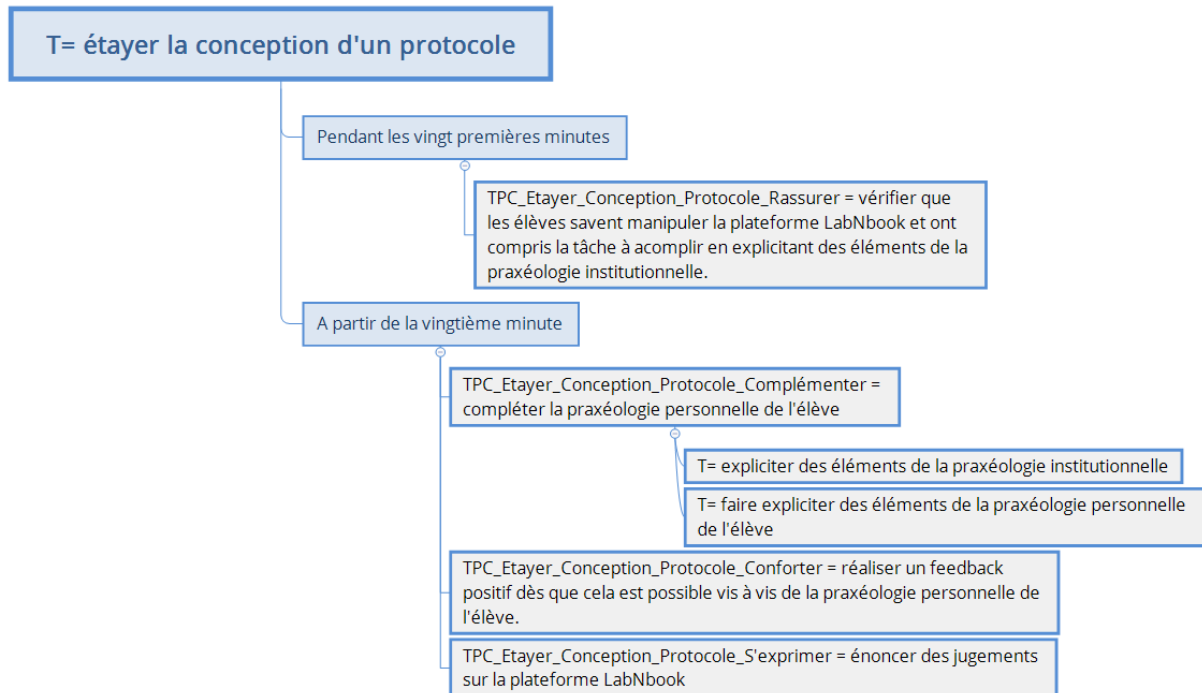 T= étayer la conception d'un protocole
Pendant les vingt premières minutes
TPC_Etayer_Conception_Protocole_Rassurer = vérifier que
les élèves savent manipuler la plateforme LabNbook et ont
compris la tâche à acomplir en explicitant des éléments de la
praxéologie institutionnelle.
A partir de la vingtième minute
TPC_Etayer_Conception_Protocole_Complémenter =
compléter la praxéologie personnelle de l'élève
T= expliciter des éléments de la praxéologie institutionnelle
T= faire expliciter des éléments de la praxéologie personnelle
de l'élève
TPC_Etayer_Conception_Protocole_Conforter = réaliser un feedback
positif dès que cela est possible vis à vis de la praxéologie personnelle de
l'élève.
TPC_Etayer_Conception_Protocole_S'exprimer = énoncer des jugements
sur la plateforme LabNbook